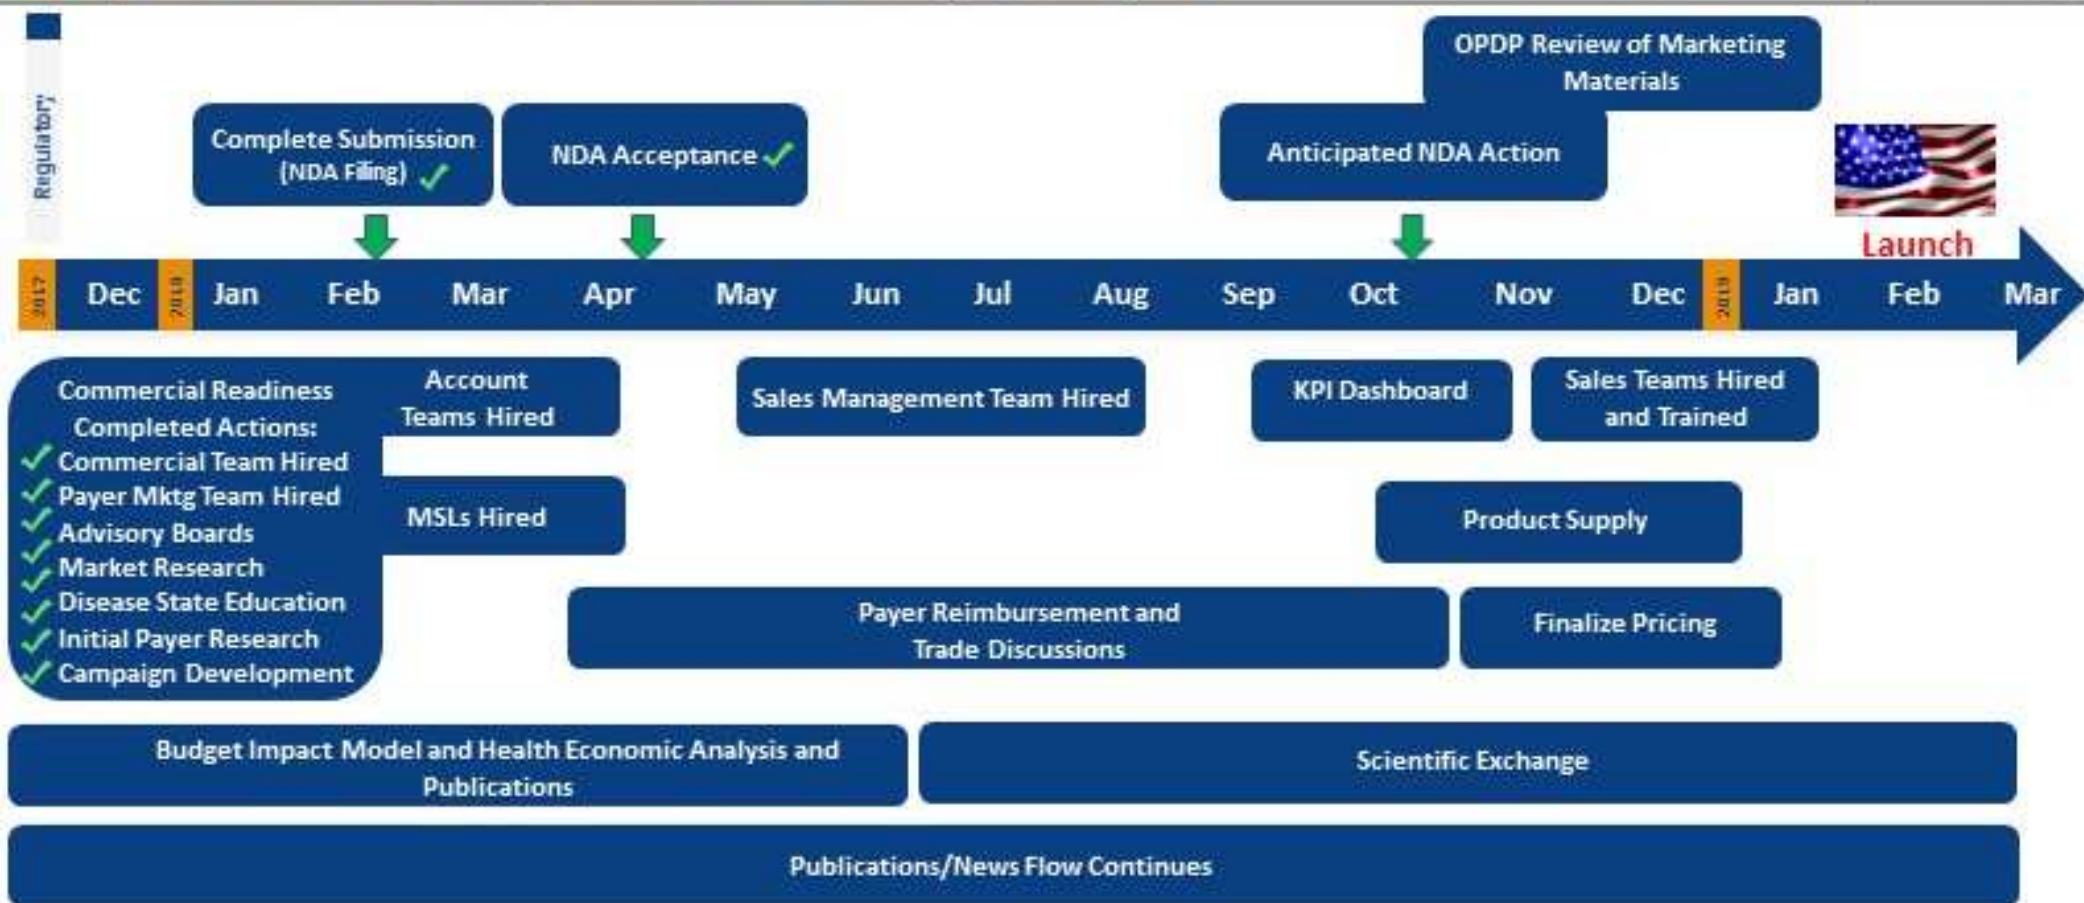 Regulatory
OPDP Review of Marketing
Materials
Complete Submission
(NDA Filing)
NDA Acceptance
Anticipated NDA Action
Launch
2017 Dec 2018 Jan Feb Mar Apr May Jun Jul Aug Sep Oct Nov Dec 2019 Jan Feb Mar
Commercial Readiness
Completed Actions:
Commercial Team Hired
Payer Mktg Team Hired
Advisory Boards
Market Research
Disease State Education
Initial Payer Research
Campaign Development
Account
Teams Hired
MSLs Hired
Sales Management Team Hired
KPI Dashboard
Sales Teams Hired
and Trained
Product Supply
Payer Reimbursement and
Trade Discussions
Finalize Pricing
Budget Impact Model and Health Economic Analysis and
Publications
Scientific Exchange
Publications/News Flow Continues